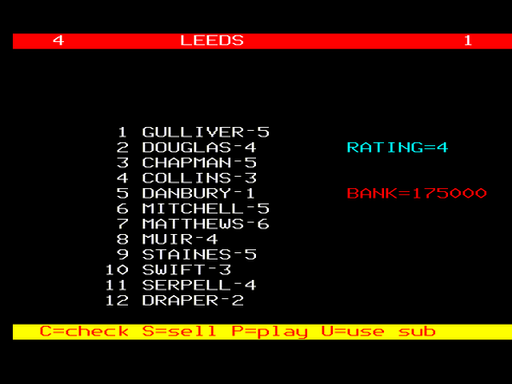 4 LEEDS 1
1 GULLIVER-5
2 DOUGLAS-4 RATING=4
3 CHAPMAN-5
4 COLLINS-3
5 DANBURY-1 BANK=175000
6 MITCHELL-5
7 MATTHEWS-6
8 MUIR-4
9 STAINES-5
10 SWIFT-3
11 SERPELL-4
12 DRAPER-2
C=check S=sell P=play U=use sub